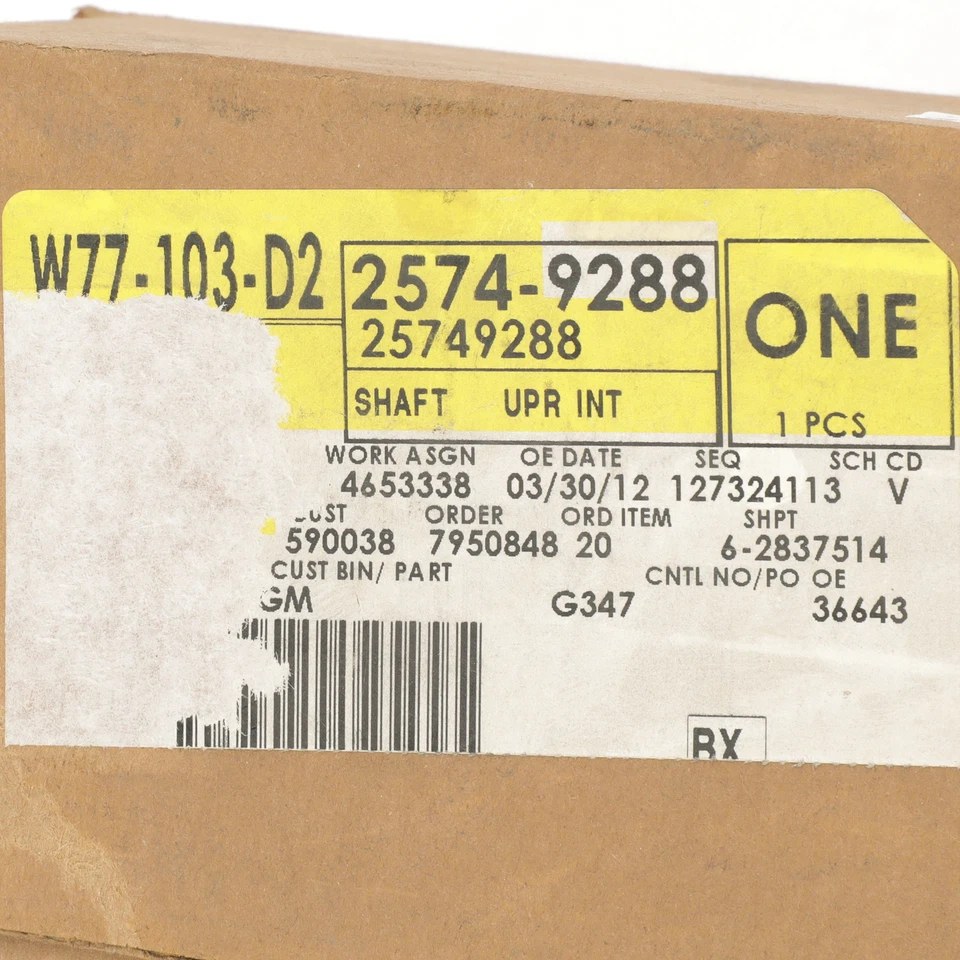 W77-103-D2
2574-9288
25749288
ONE
SHAFT UPR INT
1 PCS
WORK ASGN OE DATE SEQ SCH CD
4653338 03/30/12 127324113 V
ORDER ORD ITEM SHPT
590038 7950848 20 6-2837514
CUST BIN/ PART CNTL NO/PO OE
GM G347 36643
BX